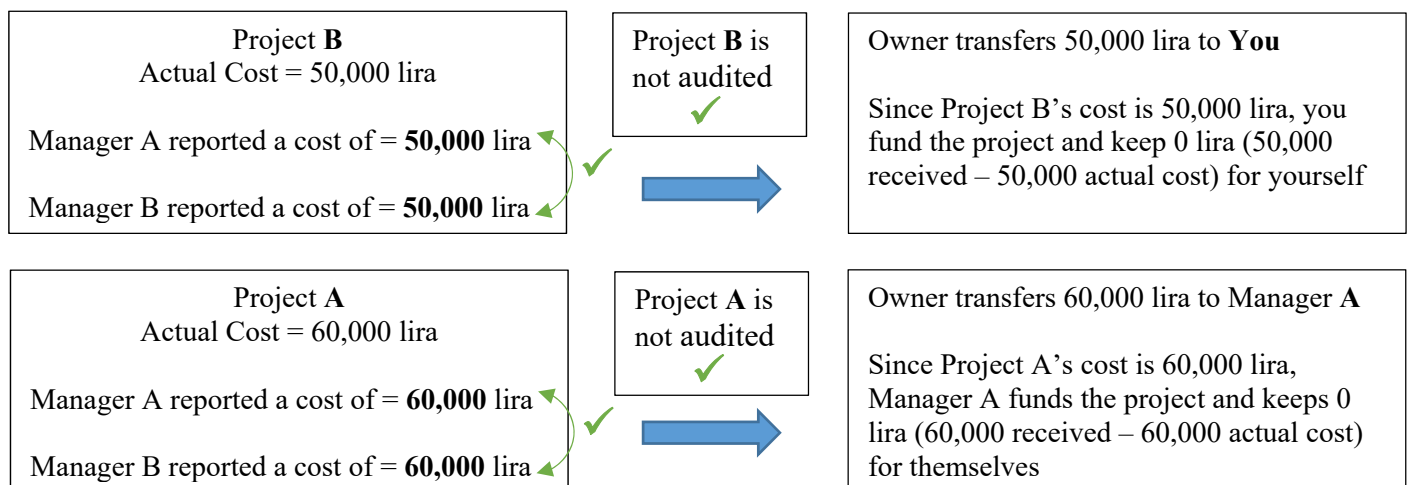 Project B
Actual Cost = 50,000 lira
Manager A reported a cost of = 50,000 lira
Manager B reported a cost of = 50,000 lira
Project B is
not audited
Owner transfers 50,000 lira to You
Since Project B’s cost is 50,000 lira, you
fund the project and keep 0 lira (50,000
received – 50,000 actual cost) for yourself
Project A
Actual Cost = 60,000 lira
Manager A reported a cost of = 60,000 lira
Manager B reported a cost of = 60,000 lira
Project A is
not audited
Owner transfers 60,000 lira to Manager A
Since Project A’s cost is 60,000 lira,
Manager A funds the project and keeps 0
lira (60,000 received – 60,000 actual cost)
for themselves